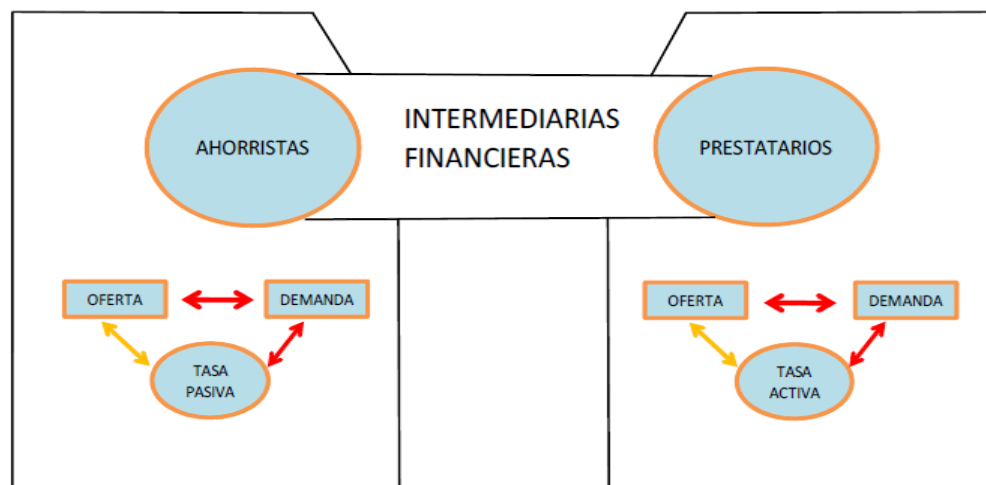 AHORRISTAS
INTERMEDIARIAS
FINANCIERAS
PRESTATARIOS
OFERTA
DEMANDA
TASA
PASIVA
OFERTA
DEMANDA
TASA
ACTIVA